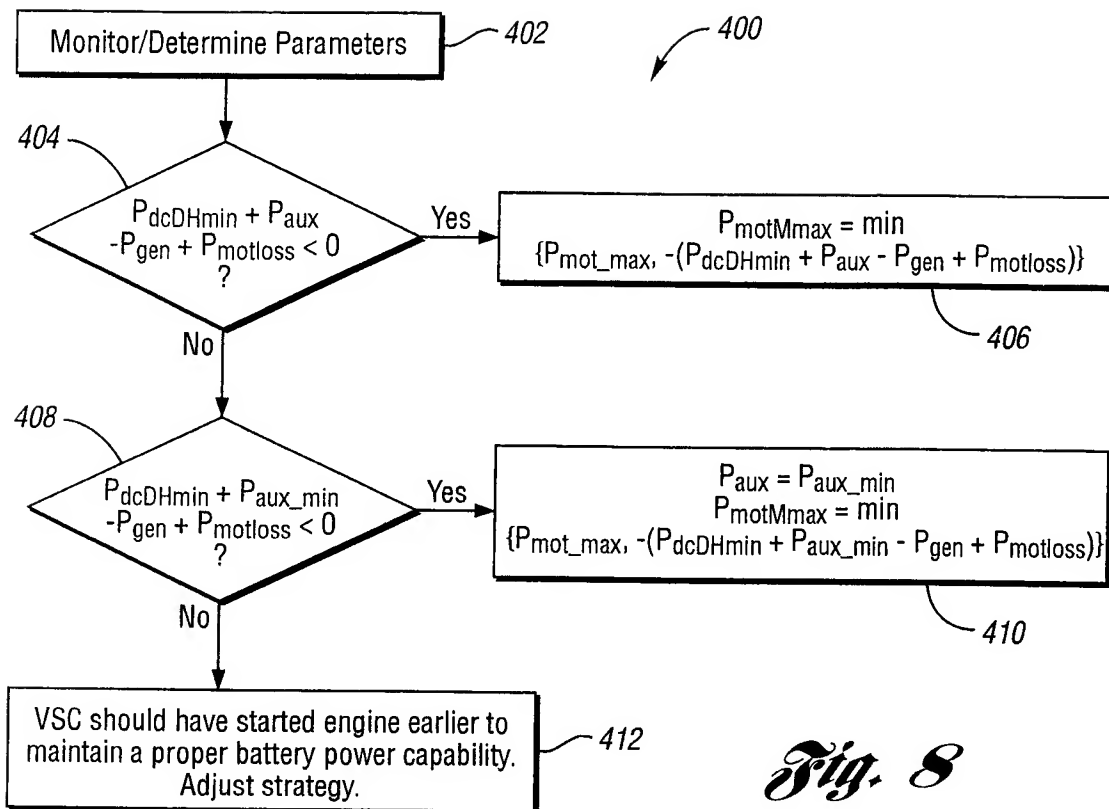 Monitor/Determine Parameters
402
400
404
PdcDHmin + Paux
-Pgen + Pmotloss < 0
?
Yes
PmotMmax = min
{Pmot_max, -(PdcDHmin + Paux - Pgen + Pmotloss)}
406
No
408
PdcDHmin + Paux_min
-Pgen + Pmotloss < 0
?
Yes
Paux = Paux_min
PmotMmax = min
{Pmot_max, -(PdcDHmin + Paux_min - Pgen + Pmotloss)}
410
No
VSC should have started engine earlier to
maintain a proper battery power capability.
Adjust strategy.
412
Fig. 8